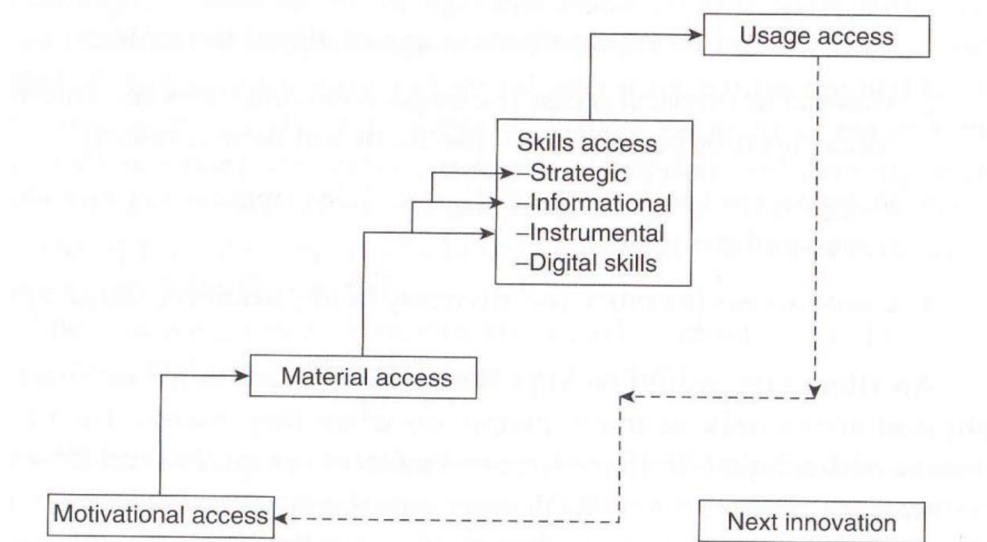 Usage access
Skills access
–Strategic
–Informational
–Instrumental
–Digital skills
Material access
Motivational access
Next innovation